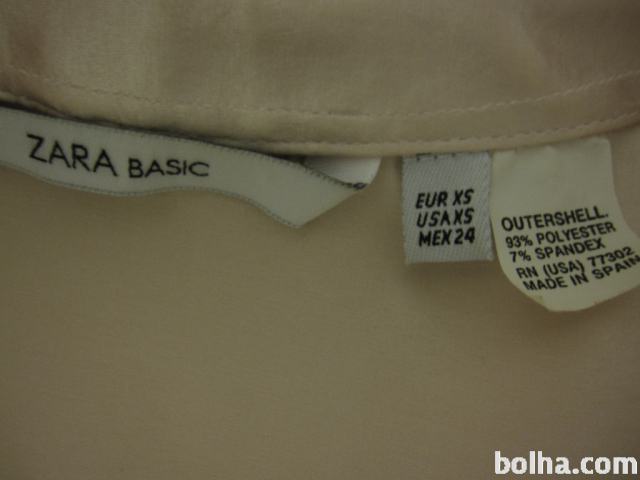 ZARA BASIC
EUR XS
USA XS
MEX 24
OUTERSHELL.
93% POLYESTER
7% SPANDEX
RN (USA) 77302
MADE IN SPAIN
bolha.com